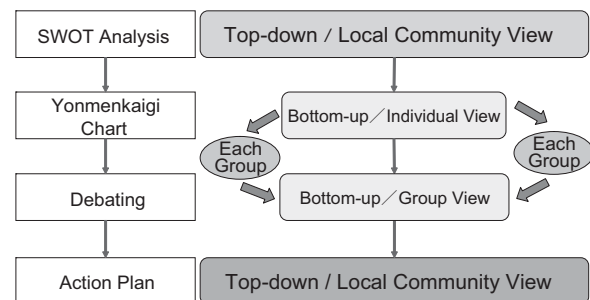 SWOT Analysis
Top-down / Local Community View
Yonmenkaigi
Chart
Bottom-up／Individual View
Each
Group
Each
Group
Debating
Bottom-up／Group View
Action Plan
Top-down / Local Community View